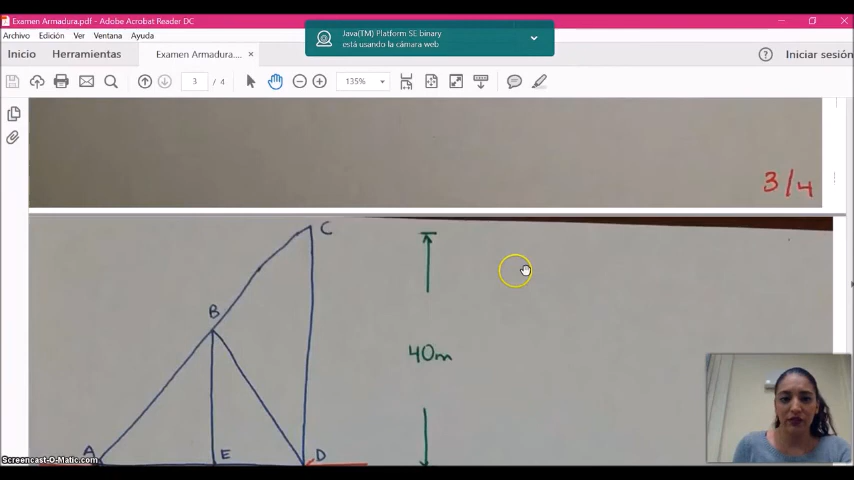 Examen Armadura.pdf - Adobe Acrobat Reader DC
Archivo Edición Ver Ventana Ayuda
Java(TM) Platform SE binary
está usando la cámara web
Inicio Herramientas Examen Armadura.... × Iniciar sesión
3 / 4 135%
3/4
C
B
40m
A E D
Screencast-O-Matic.com